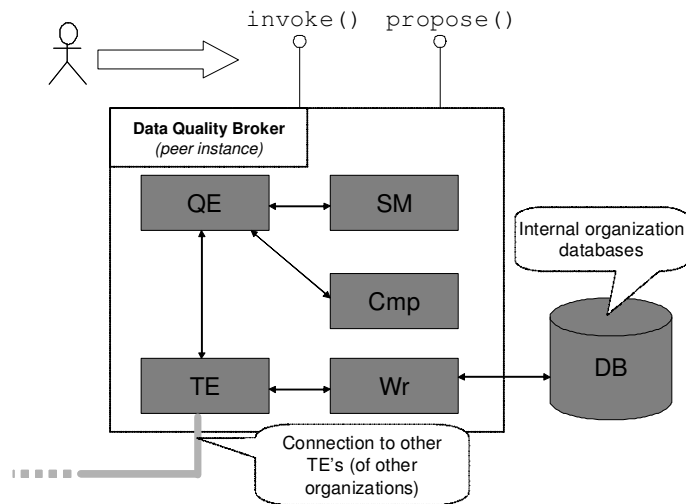 invoke() propose()
Data Quality Broker
(peer instance)
QE
SM
Internal organization
databases
Cmp
TE
Wr
DB
Connection to other
TE's (of other
organizations)